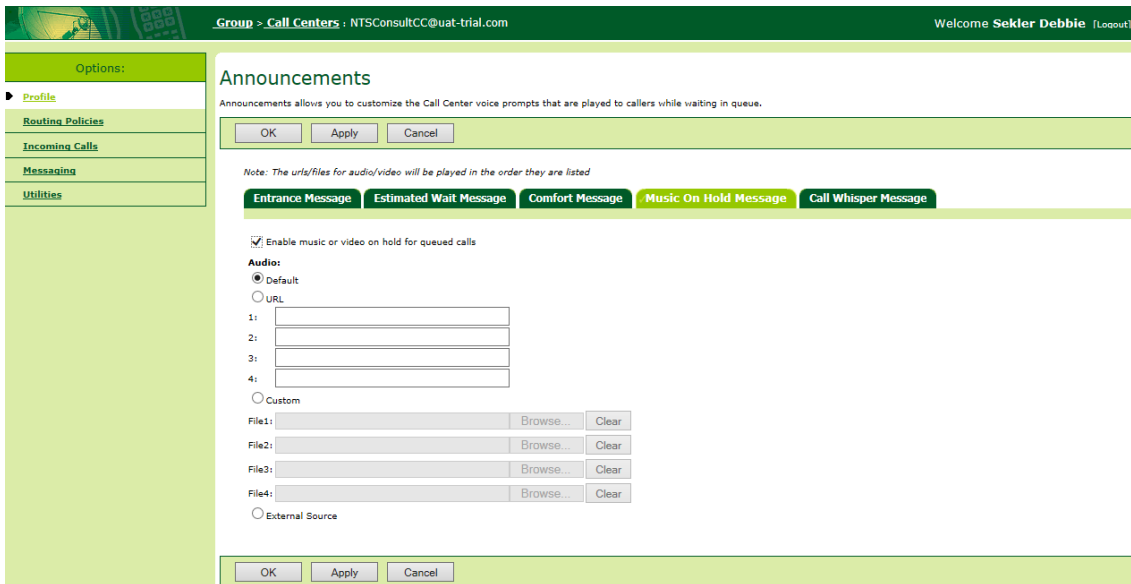 Group > Call Centers : NTSConsultCC@uat-trial.com
Welcome Sekler Debbie [Logout]
Options:
Profile
Routing Policies
Incoming Calls
Messaging
Utilities
Announcements
Announcements allows you to customize the Call Center voice prompts that are played to callers while waiting in queue.
OK Apply Cancel
Note: The urls/files for audio/video will be played in the order they are listed
Entrance Message Estimated Wait Message Comfort Message Music On Hold Message Call Whisper Message
Enable music or video on hold for queued calls
Audio:
Default
URL
1:
2:
3:
4:
Custom
File1: Browse... Clear
File2: Browse... Clear
File3: Browse... Clear
File4: Browse... Clear
External Source
OK Apply Cancel